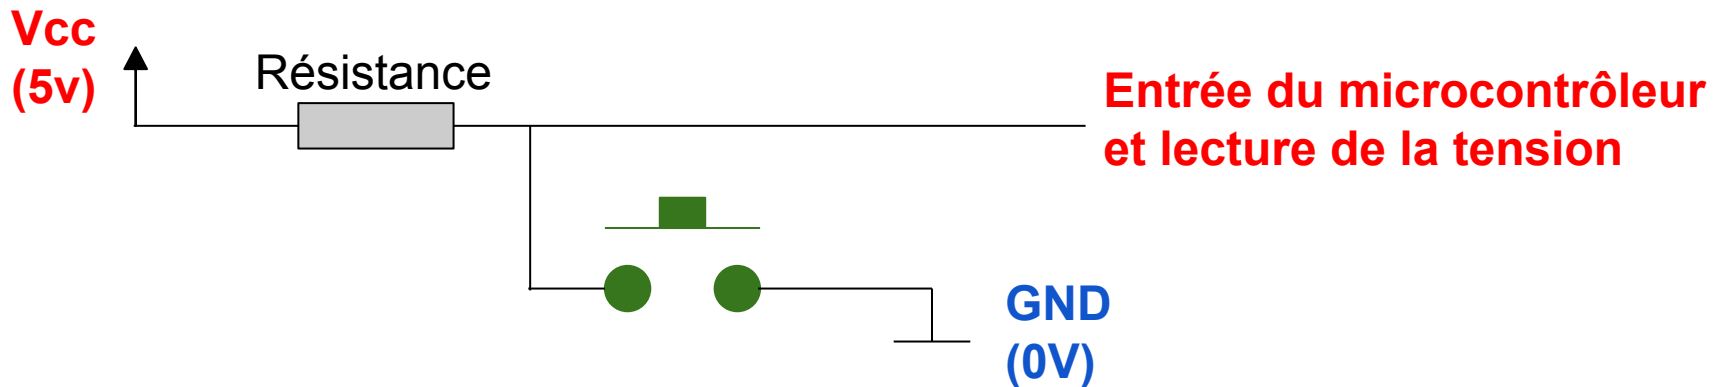 Vcc
(5v)
Résistance
Entrée du microcontrôleur
et lecture de la tension
GND
(0V)